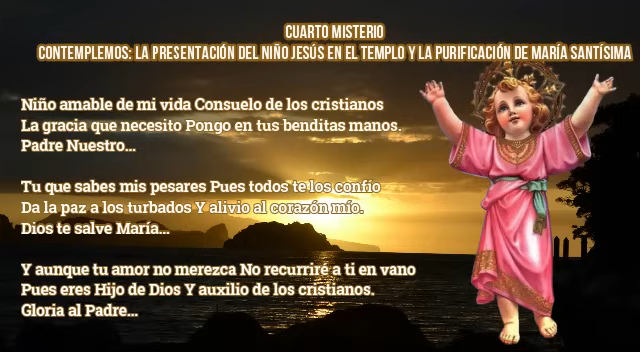 CUARTO MISTERIO
CONTEMPLEMOS: LA PRESENTACIÓN DEL NIÑO JESÚS EN EL TEMPLO Y LA PURIFICACIÓN DE MARÍA SANTÍSIMA
Niño amable de mi vida Consuelo de los cristianos
La gracia que necesito Pongo en tus benditas manos.
Padre Nuestro...
Tu que sabes mis pesares Pues todos te los confío
Da la paz a los turbados Y alivio al corazón mío.
Dios te salve María...
Y aunque tu amor no merezca No recurriré a ti en vano
Pues eres Hijo de Dios Y auxilio de los cristianos.
Gloria al Padre...